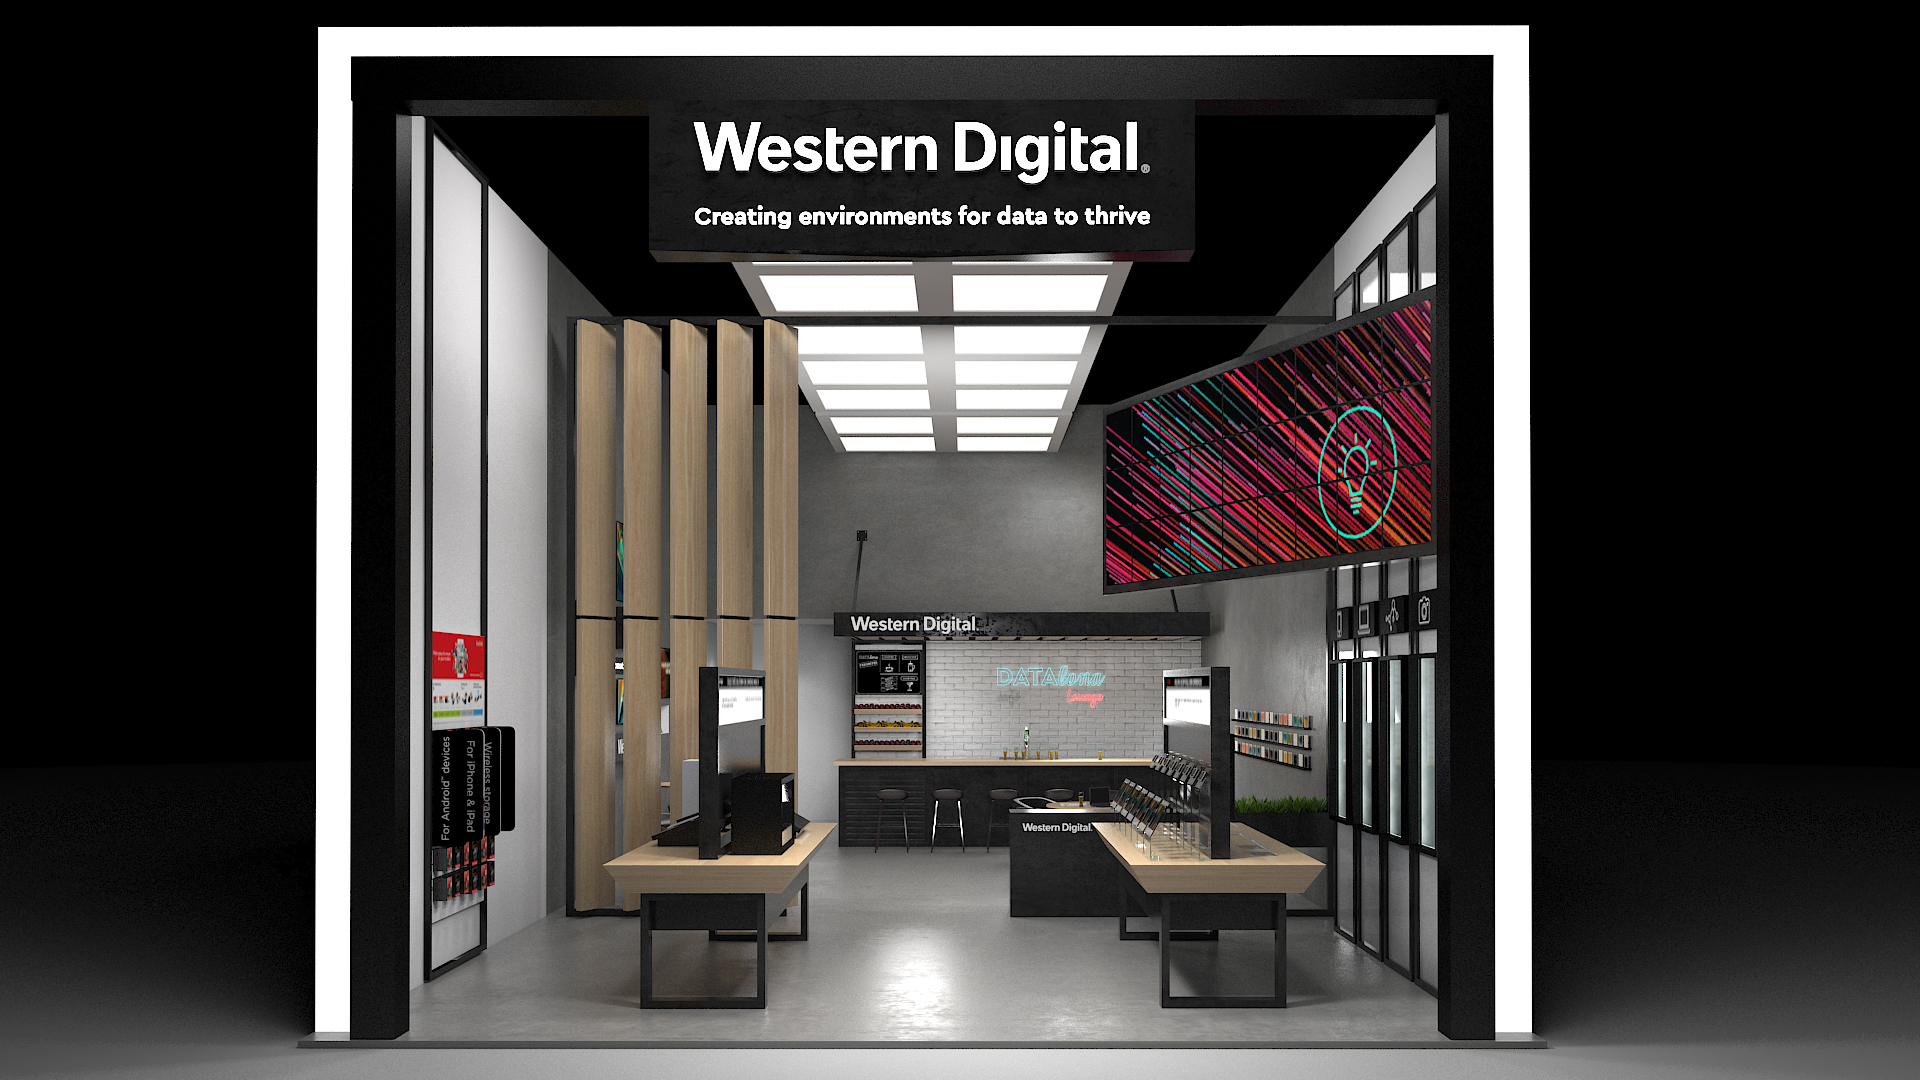 Western Digital®
Creating environments for data to thrive
Western Digital
DATAlona
Lounge
Western Digital.
For Android™ devices
For iPhone & iPad
Wireless storage